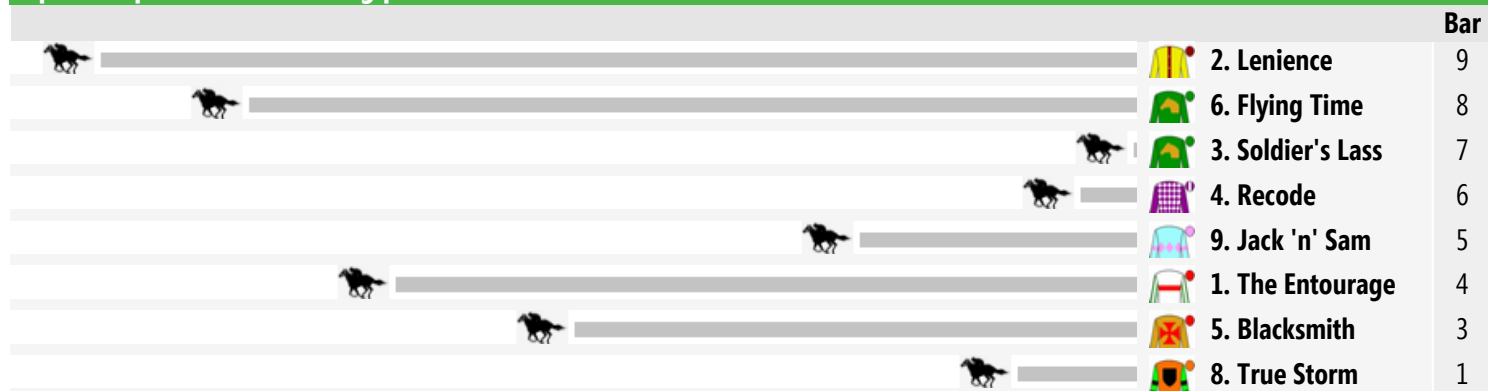 Bar
2. Lenience 9
6. Flying Time 8
3. Soldier's Lass 7
4. Recode 6
9. Jack 'n' Sam 5
1. The Entourage 4
5. Blacksmith 3
8. True Storm 1